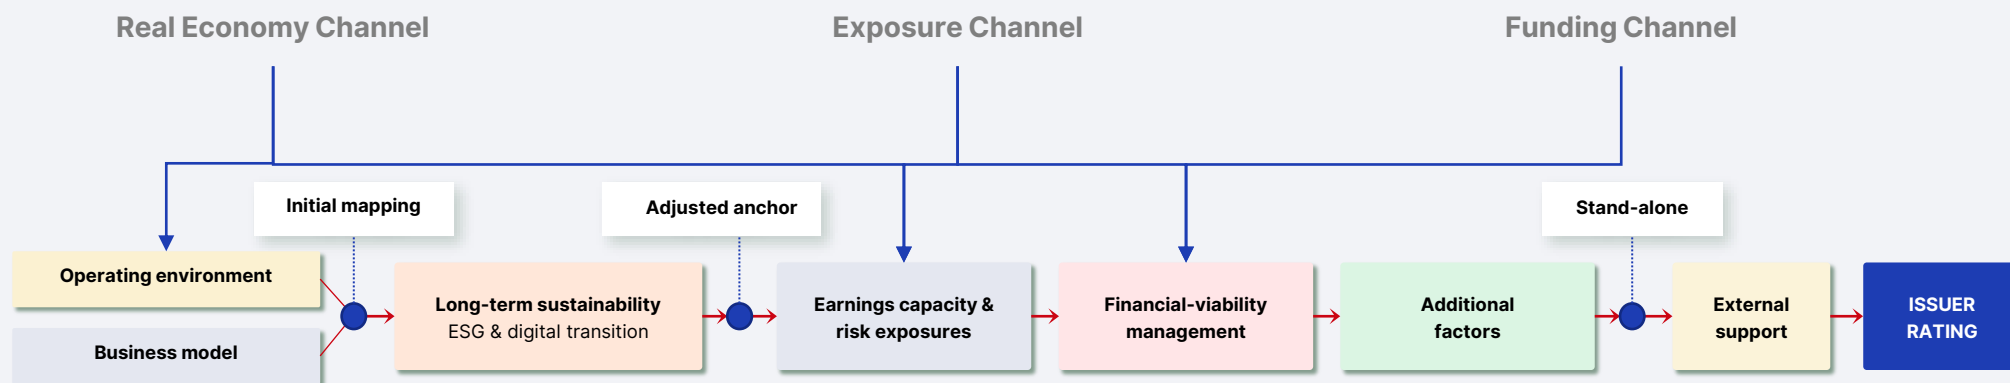 Real Economy Channel
Exposure Channel
Funding Channel
Initial mapping
Adjusted anchor
Stand-alone
Operating environment
Business model
Long-term sustainability
ESG & digital transition
Earnings capacity &
risk exposures
Financial-viability
management
Additional
factors
External
support
ISSUER
RATING